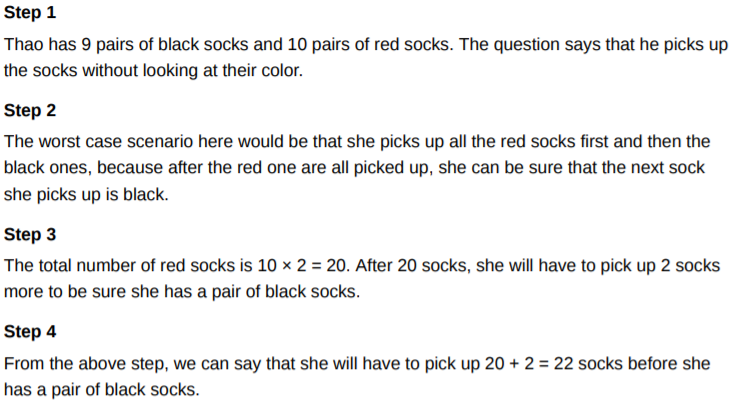 Step 1
Thao has 9 pairs of black socks and 10 pairs of red socks. The question says that he picks up
the socks without looking at their color.
Step 2
The worst case scenario here would be that she picks up all the red socks first and then the
black ones, because after the red one are all picked up, she can be sure that the next sock
she picks up is black.
Step 3
The total number of red socks is 10 × 2 = 20. After 20 socks, she will have to pick up 2 socks
more to be sure she has a pair of black socks.
Step 4
From the above step, we can say that she will have to pick up 20 + 2 = 22 socks before she
has a pair of black socks.